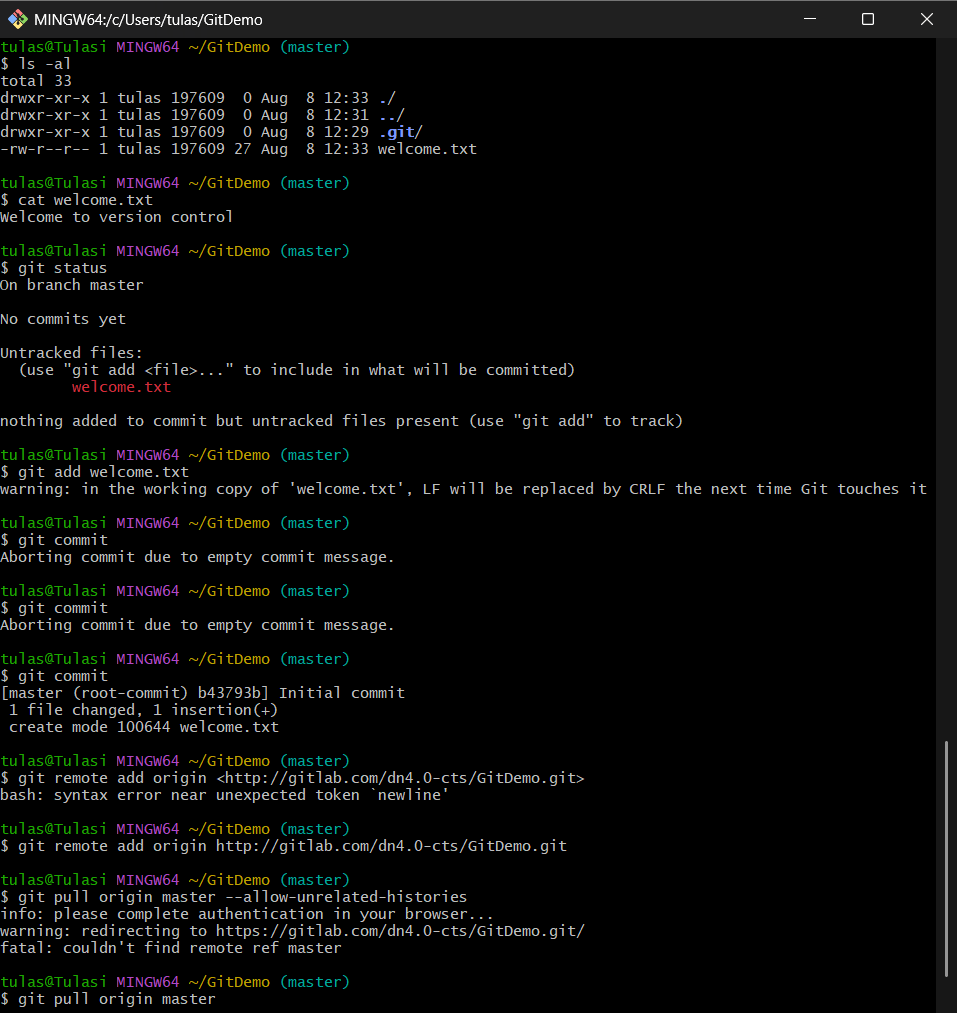 MINGW64:/c/Users/tulas/GitDemo
tulas@Tulasi MINGW64 ~/GitDemo (master)
$ ls -al
total 33
drwxr-xr-x 1 tulas 197609  0 Aug  8 12:33 ./
drwxr-xr-x 1 tulas 197609  0 Aug  8 12:31 ../
drwxr-xr-x 1 tulas 197609  0 Aug  8 12:29 .git/
-rw-r--r-- 1 tulas 197609 27 Aug  8 12:33 welcome.txt
tulas@Tulasi MINGW64 ~/GitDemo (master)
$ cat welcome.txt
Welcome to version control
tulas@Tulasi MINGW64 ~/GitDemo (master)
$ git status
On branch master
No commits yet
Untracked files:
  (use "git add <file>..." to include in what will be committed)
        welcome.txt
nothing added to commit but untracked files present (use "git add" to track)
tulas@Tulasi MINGW64 ~/GitDemo (master)
$ git add welcome.txt
warning: in the working copy of 'welcome.txt', LF will be replaced by CRLF the next time Git touches it
tulas@Tulasi MINGW64 ~/GitDemo (master)
$ git commit
Aborting commit due to empty commit message.
tulas@Tulasi MINGW64 ~/GitDemo (master)
$ git commit
Aborting commit due to empty commit message.
tulas@Tulasi MINGW64 ~/GitDemo (master)
$ git commit
[master (root-commit) b43793b] Initial commit
 1 file changed, 1 insertion(+)
 create mode 100644 welcome.txt
tulas@Tulasi MINGW64 ~/GitDemo (master)
$ git remote add origin <http://gitlab.com/dn4.0-cts/GitDemo.git>
bash: syntax error near unexpected token `newline'
tulas@Tulasi MINGW64 ~/GitDemo (master)
$ git remote add origin http://gitlab.com/dn4.0-cts/GitDemo.git
tulas@Tulasi MINGW64 ~/GitDemo (master)
$ git pull origin master --allow-unrelated-histories
info: please complete authentication in your browser...
warning: redirecting to https://gitlab.com/dn4.0-cts/GitDemo.git/
fatal: couldn't find remote ref master
tulas@Tulasi MINGW64 ~/GitDemo (master)
$ git pull origin master